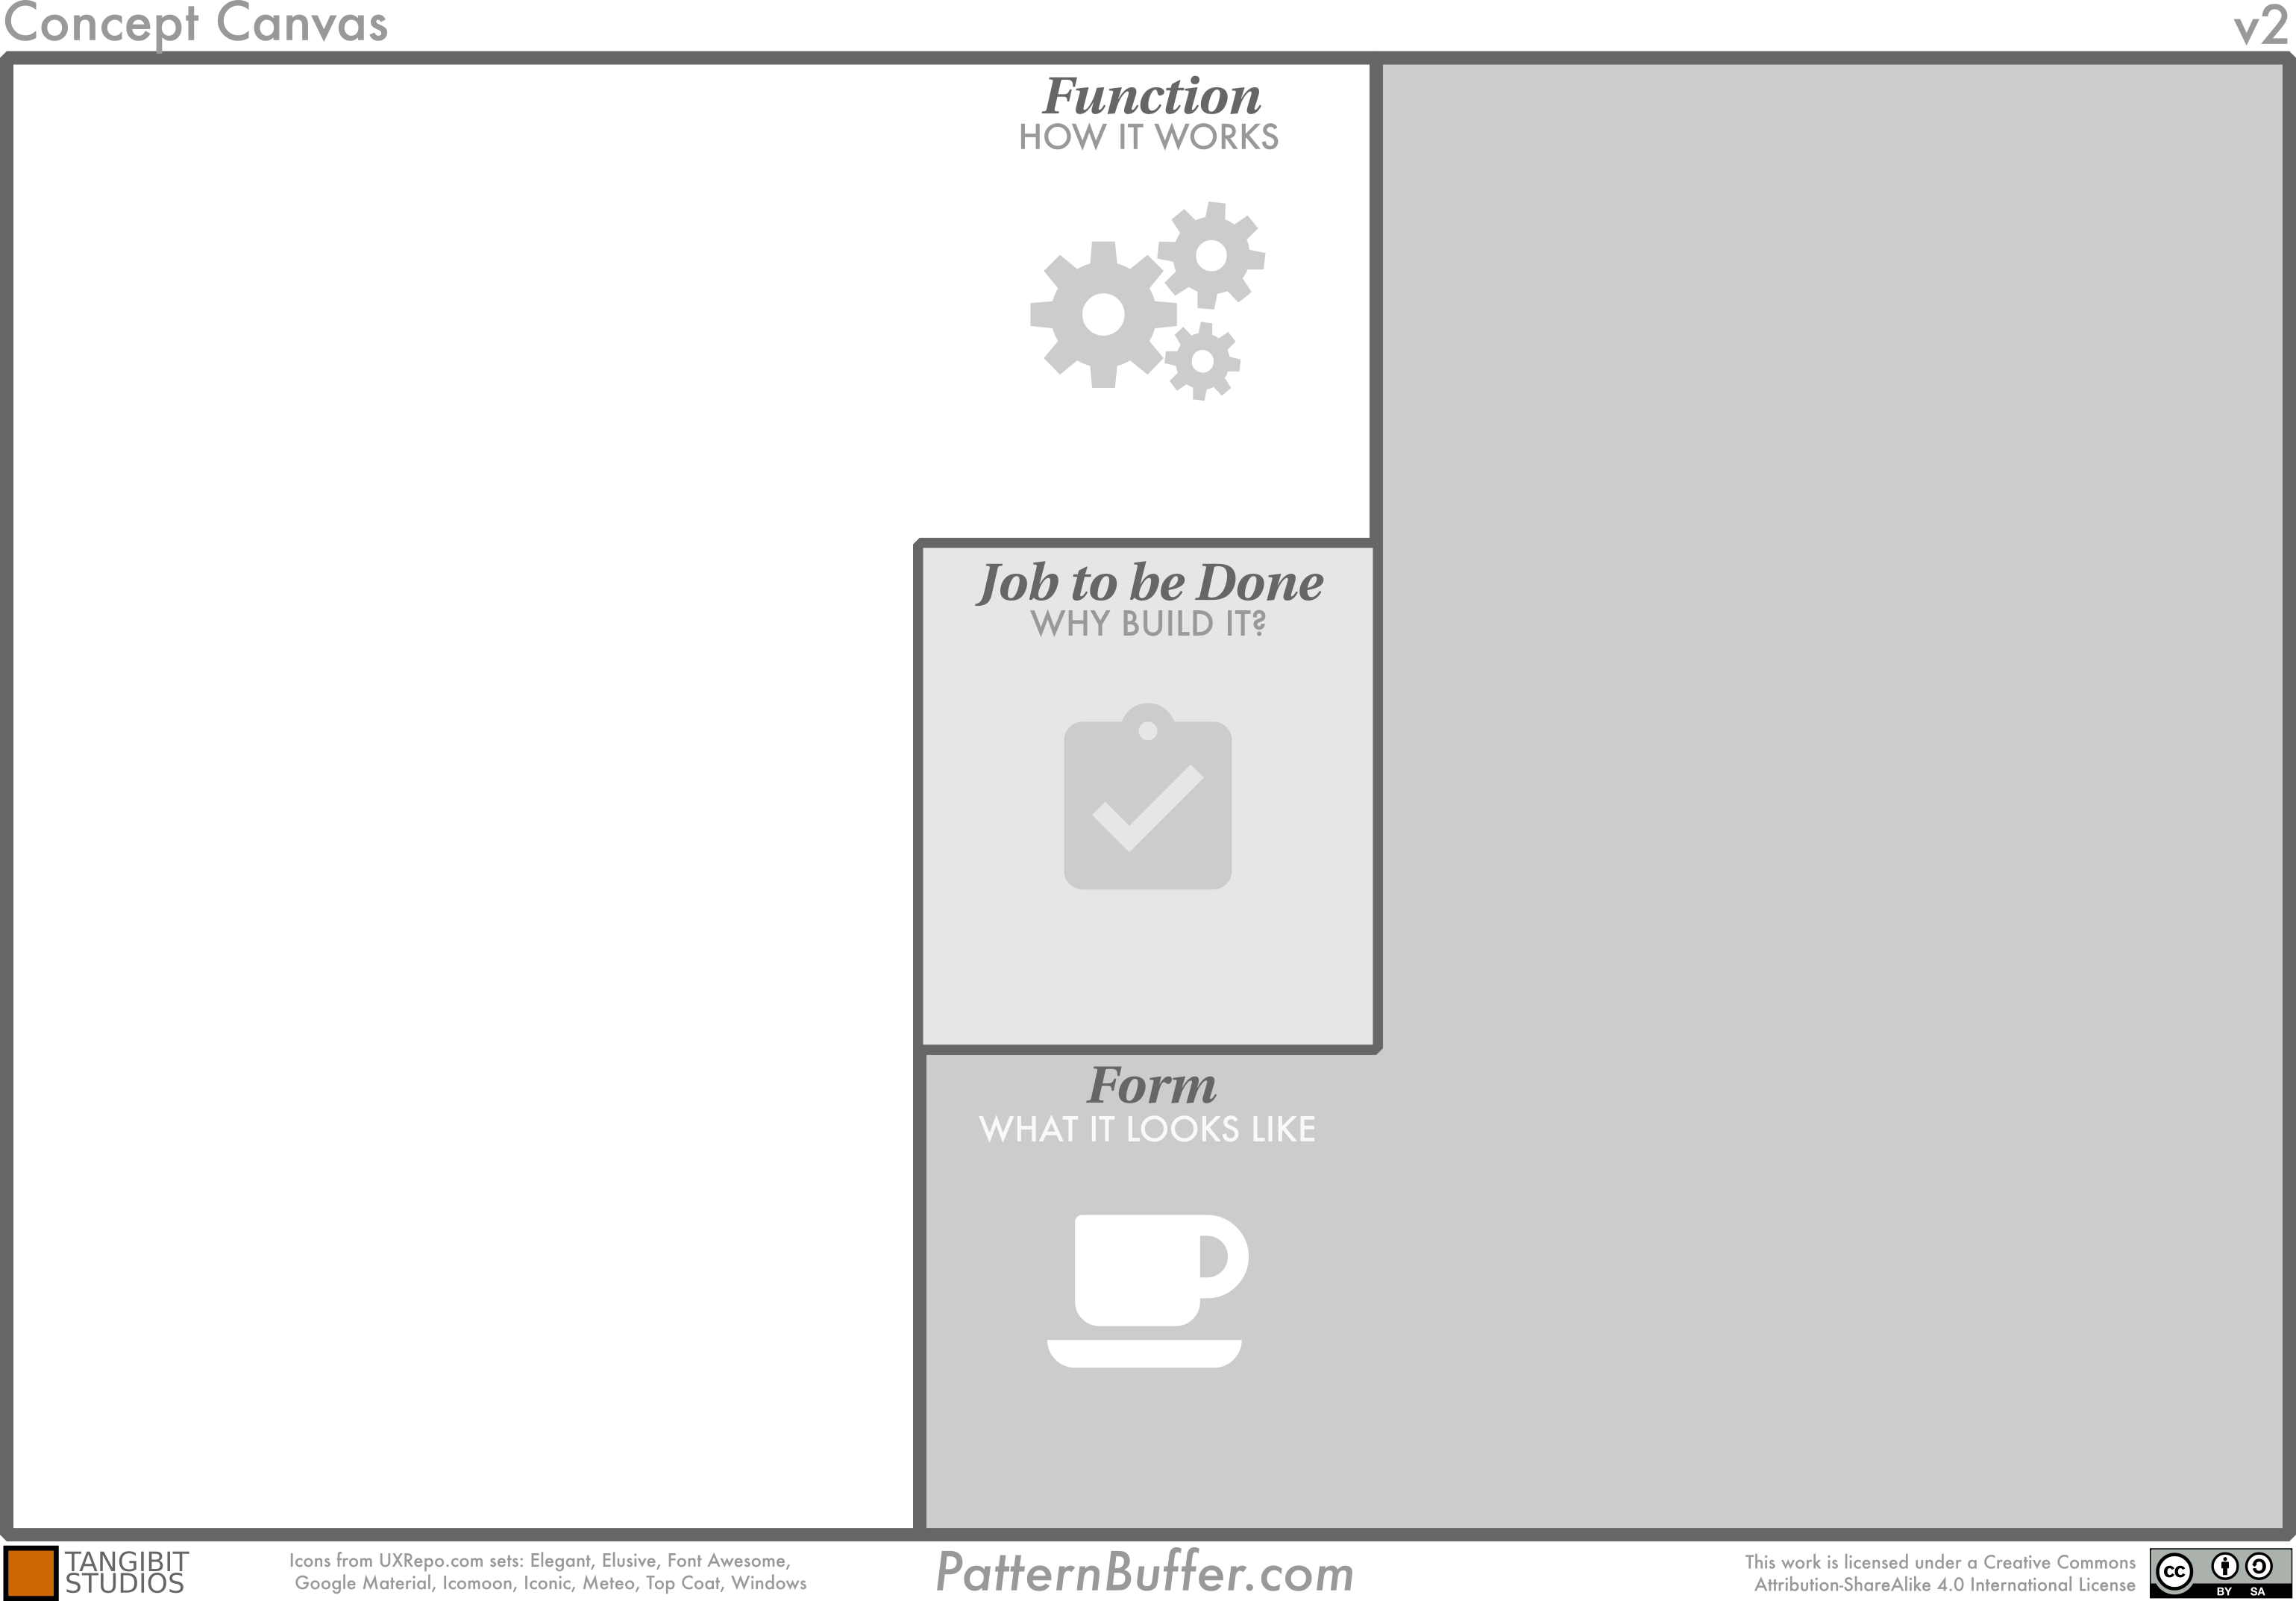 Concept Canvas
v2
Function
HOW IT WORKS
Job to be Done
WHY BUILD IT?
Form
WHAT IT LOOKS LIKE
TANGIBIT
STUDIOS
Icons from UXRepo.com sets: Elegant, Elusive, Font Awesome,
Google Material, Icomoon, Iconic, Meteo, Top Coat, Windows
PatternBuffer.com
This work is licensed under a Creative Commons
Attribution-ShareAlike 4.0 International License
cc
BY SA